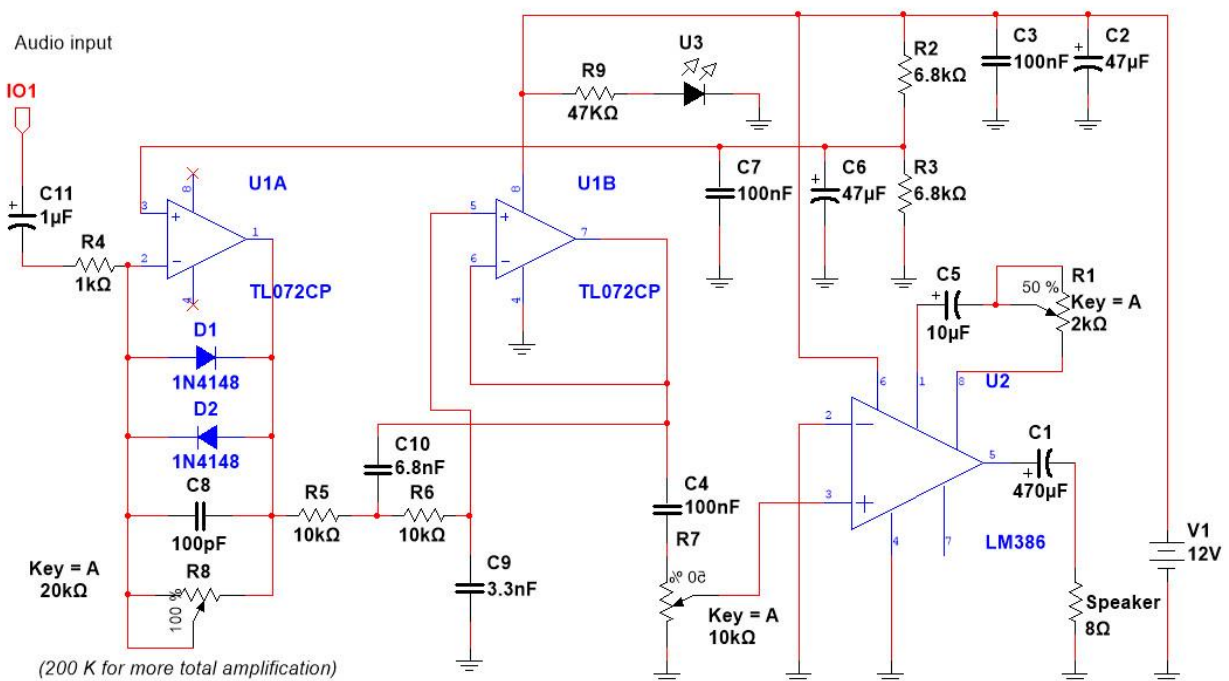 Audio input
IO1
C11
1µF
R4
1kΩ
3
2
8
4
1
U1A
TL072CP
D1
1N4148
D2
1N4148
C8
100pF
Key = A
20kΩ
R8
100 %
(200 K for more total amplification)
R5
10kΩ
R6
10kΩ
C10
6.8nF
C9
3.3nF
R9
47KΩ
U3
5
6
8
4
7
U1B
TL072CP
C7
100nF
C6
47µF
R2
6.8kΩ
R3
6.8kΩ
C3
100nF
C2
47µF
C4
100nF
R7
50 %
Key = A
10kΩ
C5
10µF
50 %
R1
Key = A
2kΩ
2
3
6
1
8
5
4
7
U2
LM386
C1
470µF
Speaker
8Ω
V1
12V